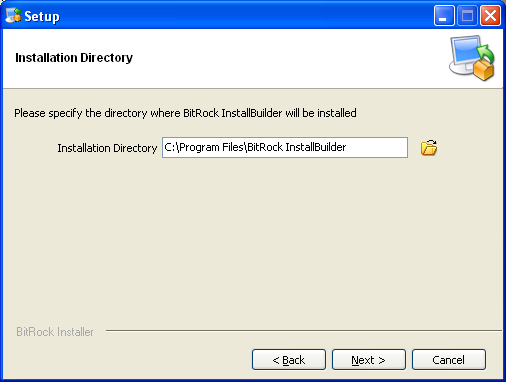 Setup
Installation Directory
Please specify the directory where BitRock InstallBuilder will be installed
Installation Directory C:\Program Files\BitRock InstallBuilder
BitRock Installer
< Back Next > Cancel